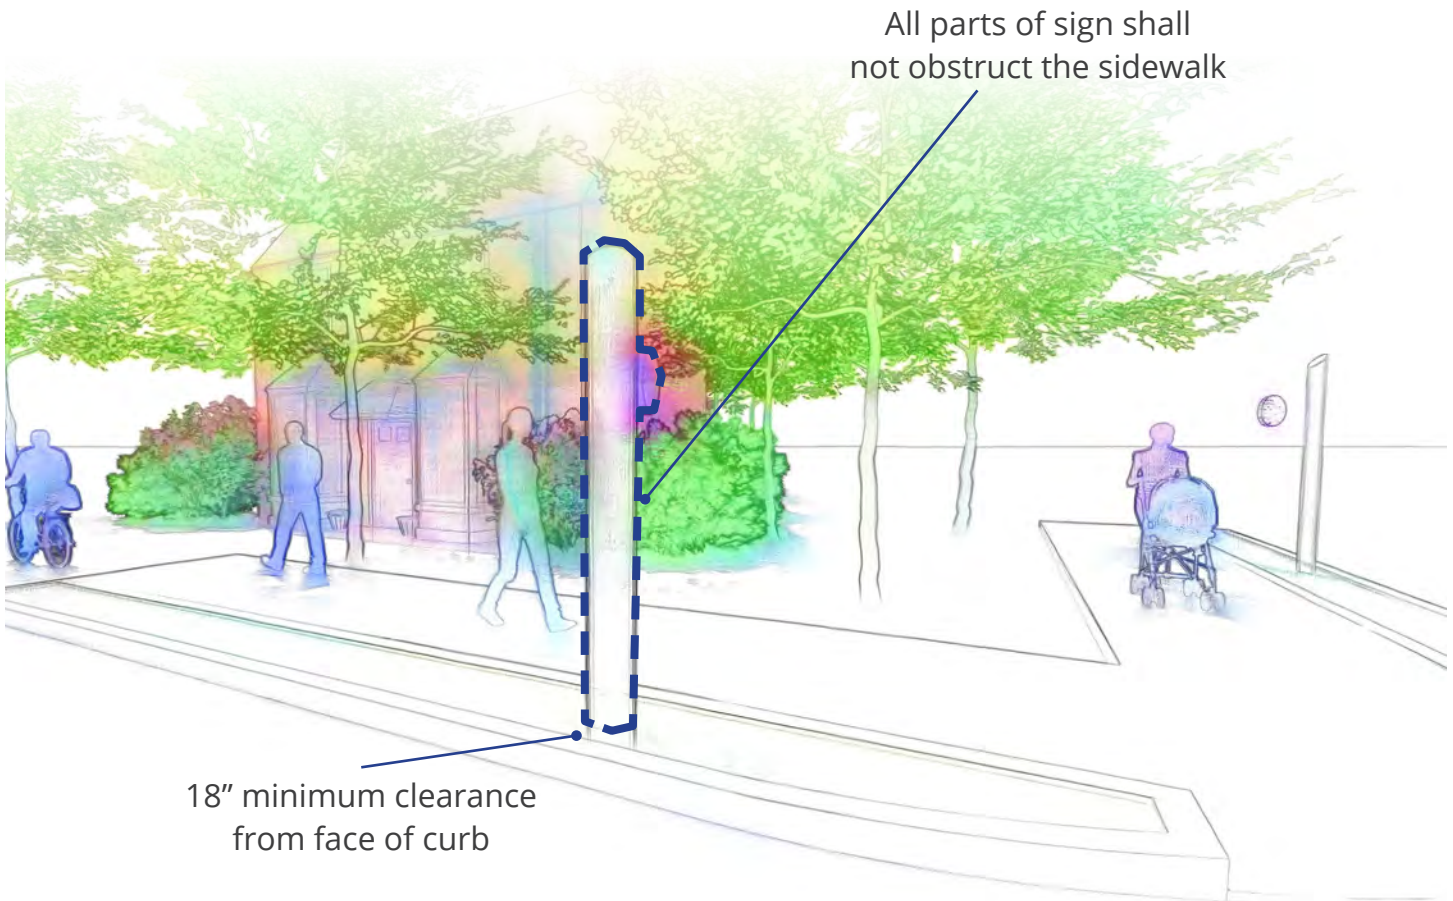 All parts of sign shall
not obstruct the sidewalk
18” minimum clearance
from face of curb